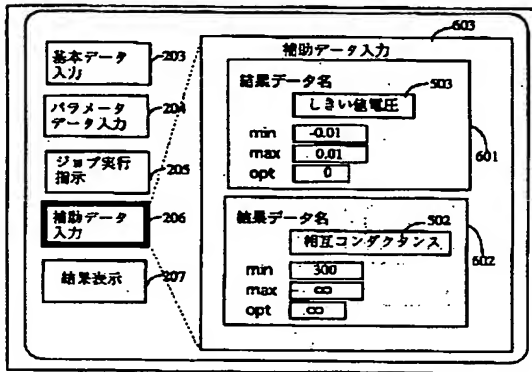 基本データ
入力
203
パラメータ
データ入力
204
ジョブ実行
指示
205
補助データ
入力
206
結果表示
207
603
補助データ入力
結果データ名
503
しきい値電圧
min -0.01
max 0.01
opt 0
601
結果データ名
502
相互コンダクタンス
min 300
max ∞
opt ∞
602